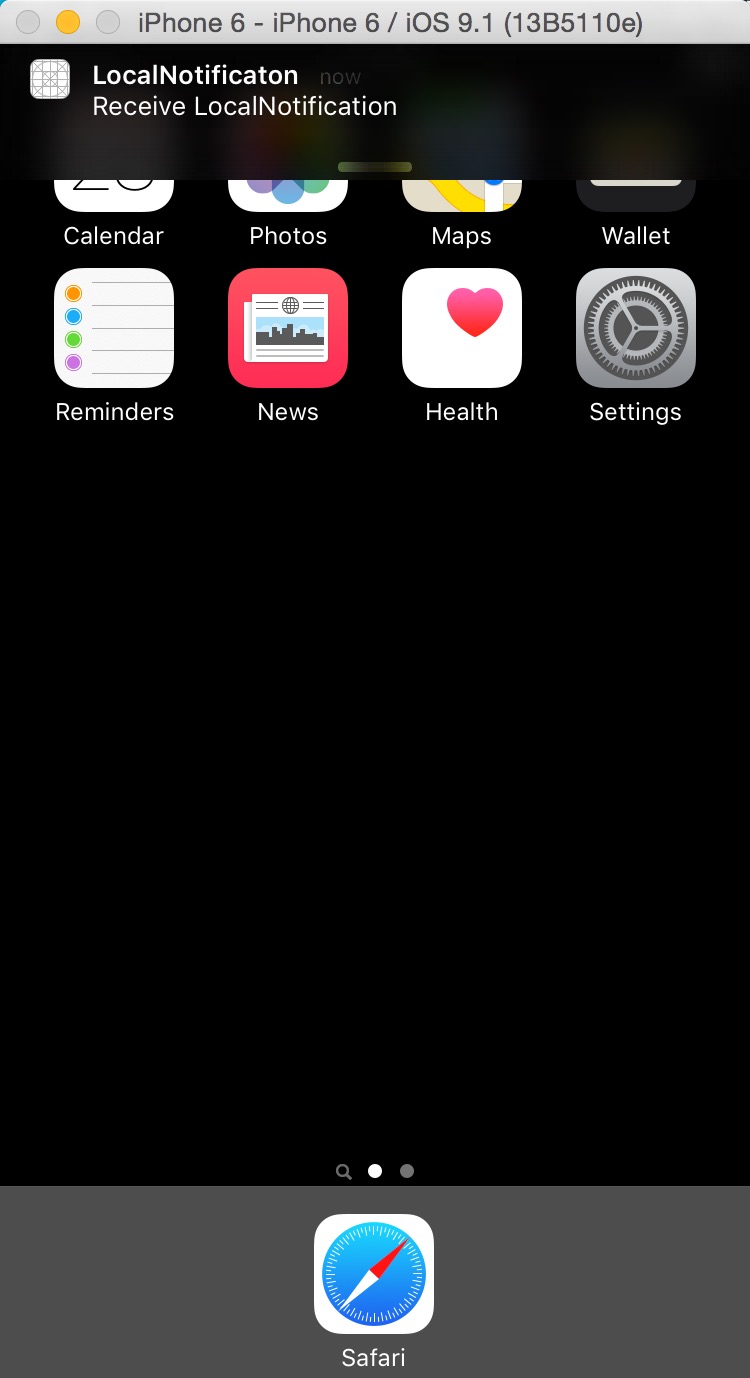 iPhone 6 - iPhone 6 / iOS 9.1 (13B5110e)
LocalNotificaton now
Receive LocalNotification
Calendar Photos Maps Wallet
Reminders News Health Settings
Safari